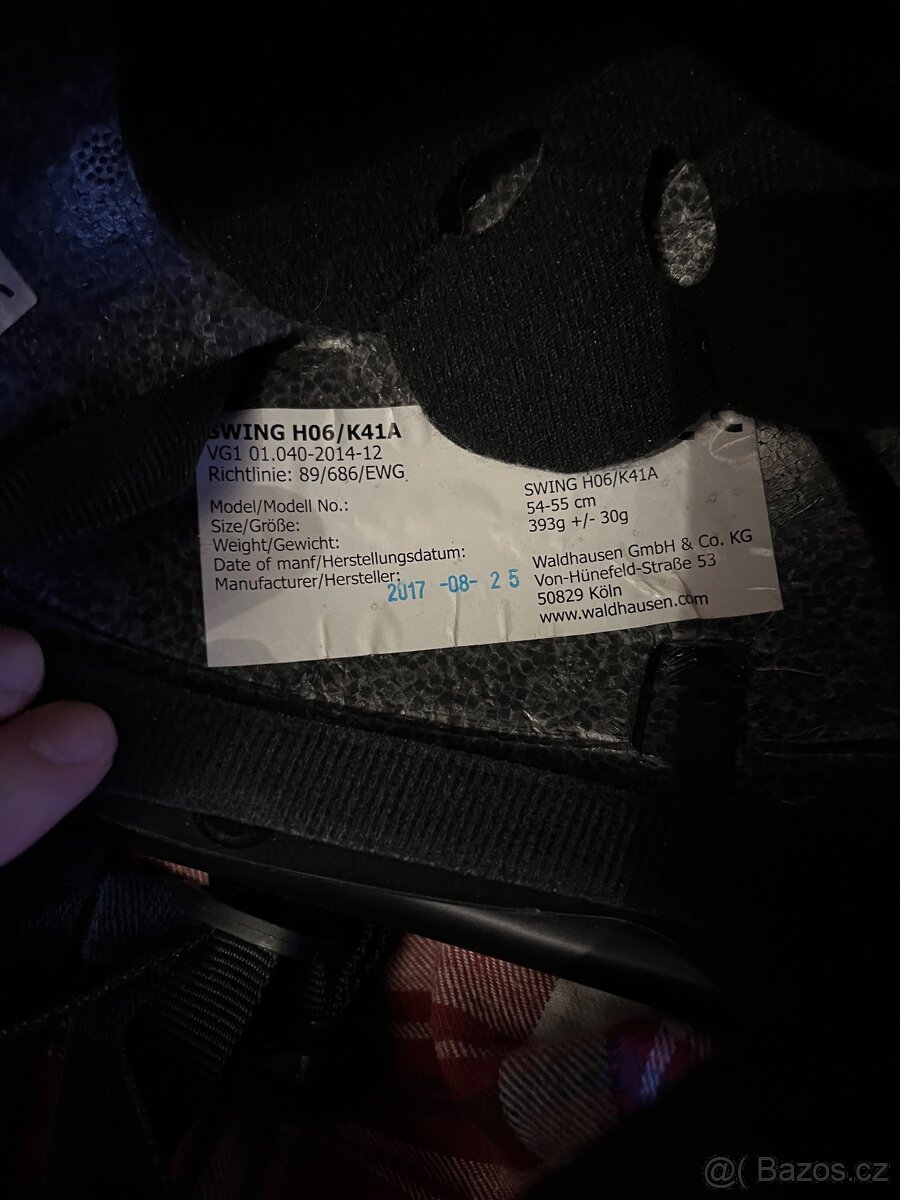 SWING H06/K41A
VG1 01.040-2014-12
Richtlinie: 89/686/EWG
Model/Modell No.: SWING H06/K41A
Size/Größe: 54-55 cm
Weight/Gewicht: 393g +/- 30g
Date of manf/Herstellungsdatum: 2017 -08- 25
Manufacturer/Hersteller: Waldhausen GmbH & Co. KG
Von-Hünefeld-Straße 53
50829 Köln
www.waldhausen.com
@( Bazos.cz